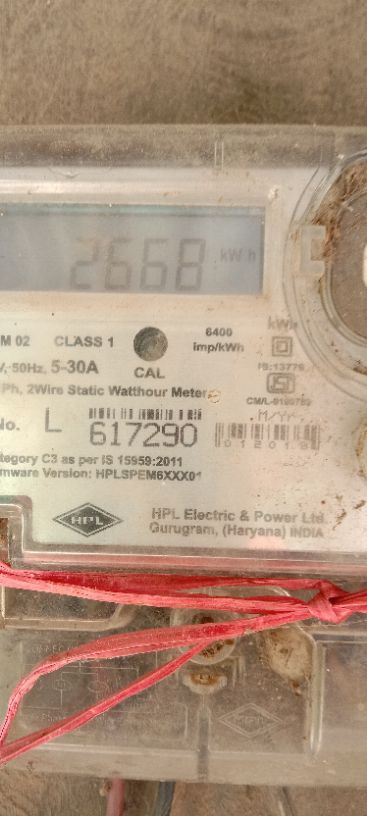 2668 kWh
M 02 CLASS 1 6400 imp/kWh kWh
V, 50Hz, 5-30A CAL IS:13779
Ph, 2Wire Static Watthour Meter
CM/L-
No. L 617290 M/YY
tegory C3 as per IS 15959:2011
rmware Version: HPLSPEM6XXX01
HPL HPL Electric & Power Ltd.
Gurugram, (Haryana) INDIA
HPL